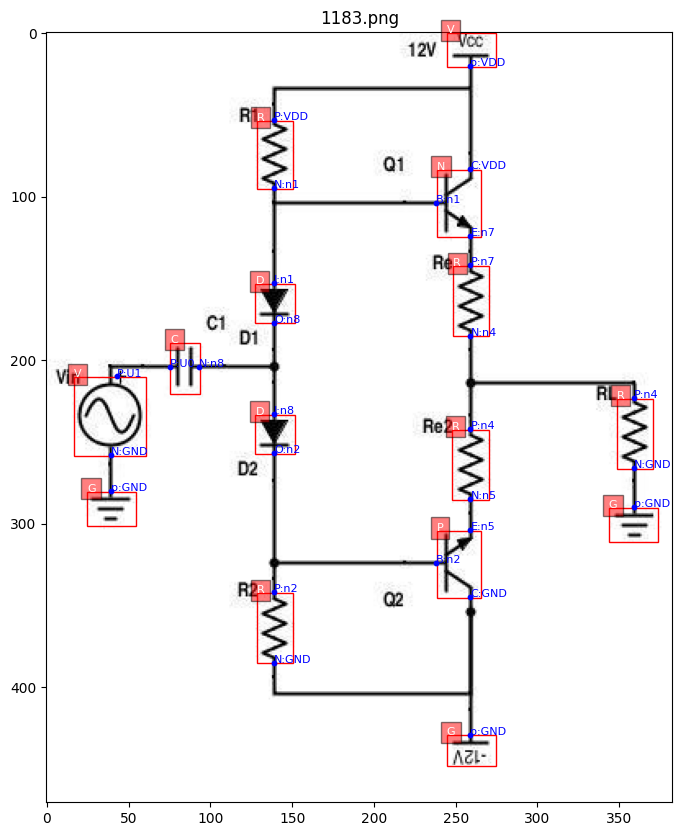 1183.png
V
Vcc
12V
p:VDD
R1
R
P:VDD
N:n1
Q1
N
C:VDD
B:n1
E:n7
Re
R
P:n7
N:n4
D
I:n1
O:n8
D1
C1
C
P:U0
N:n8
Vin
V
P:U1
N:GND
G
p:GND
D
I:n8
O:n2
D2
Re2
R
P:n4
N:n5
RL
R
P:n4
N:GND
G
p:GND
P
E:n5
B:n2
C:GND
Q2
R2
R
P:n2
N:GND
G
p:GND
-12V
0
100
200
300
400
0
50
100
150
200
250
300
350